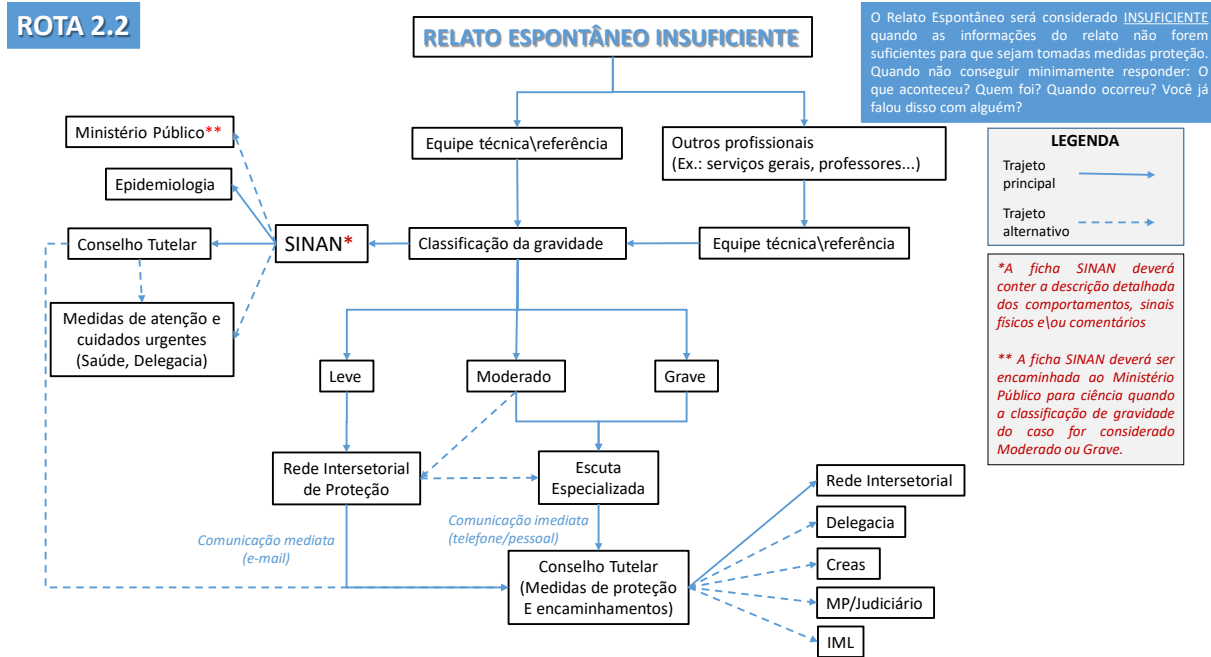 ROTA 2.2
RELATO ESPONTÂNEO INSUFICIENTE
O Relato Espontâneo será considerado INSUFICIENTE
quando as informações do relato não forem
suficientes para que sejam tomadas medidas proteção.
Quando não conseguir minimamente responder: O
que aconteceu? Quem foi? Quando ocorreu? Você já
falou disso com alguém?
Ministério Público**
Equipe técnica\referência
Outros profissionais
(Ex.: serviços gerais, professores...)
LEGENDA
Trajeto
principal
Trajeto
alternativo
Epidemiologia
Conselho Tutelar
SINAN*
Classificação da gravidade
Equipe técnica\referência
*A ficha SINAN deverá
conter a descrição detalhada
dos comportamentos, sinais
físicos e\ou comentários
** A ficha SINAN deverá ser
encaminhada ao Ministério
Público para ciência quando
a classificação de gravidade
do caso for considerado
Moderado ou Grave.
Medidas de atenção e
cuidados urgentes
(Saúde, Delegacia)
Leve
Moderado
Grave
Rede Intersetorial
de Proteção
Escuta
Especializada
Comunicação mediata
(e-mail)
Comunicação imediata
(telefone/pessoal)
Conselho Tutelar
(Medidas de proteção
E encaminhamentos)
Rede Intersetorial
Delegacia
Creas
MP/Judiciário
IML